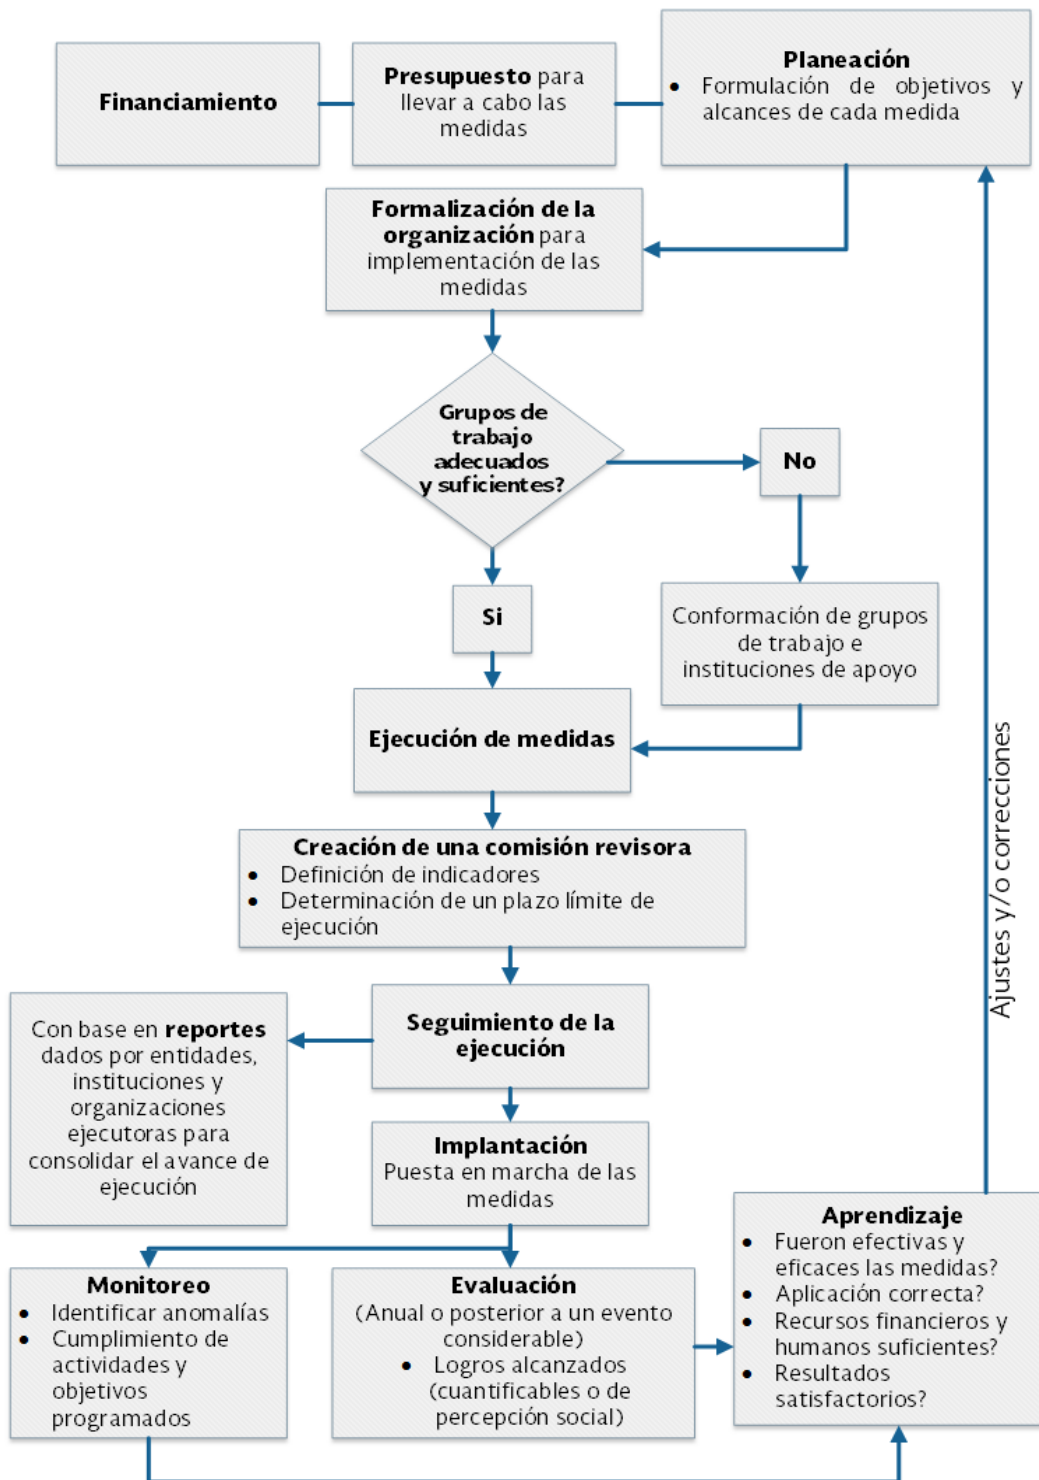 Financiamiento
Presupuesto para
llevar a cabo las
medidas
Planeación
• Formulación de objetivos y
alcances de cada medida
Formalización de la
organización para
implementación de las
medidas
Grupos de
trabajo
adecuados
y suficientes?
No
Si
Conformación de grupos
de trabajo e
instituciones de apoyo
Ejecución de medidas
Creación de una comisión revisora
• Definición de indicadores
• Determinación de un plazo límite de
ejecución
Seguimiento de la
ejecución
Con base en reportes
dados por entidades,
instituciones y
organizaciones
ejecutoras para
consolidar el avance de
ejecución
Implantación
Puesta en marcha de las
medidas
Monitoreo
• Identificar anomalías
• Cumplimiento de
actividades y
objetivos
programados
Evaluación
(Anual o posterior a un evento
considerable)
• Logros alcanzados
(cuantificables o de
percepción social)
Aprendizaje
• Fueron efectivas y
eficaces las medidas?
• Aplicación correcta?
• Recursos financieros y
humanos suficientes?
• Resultados
satisfactorios?
Ajustes y/o correcciones